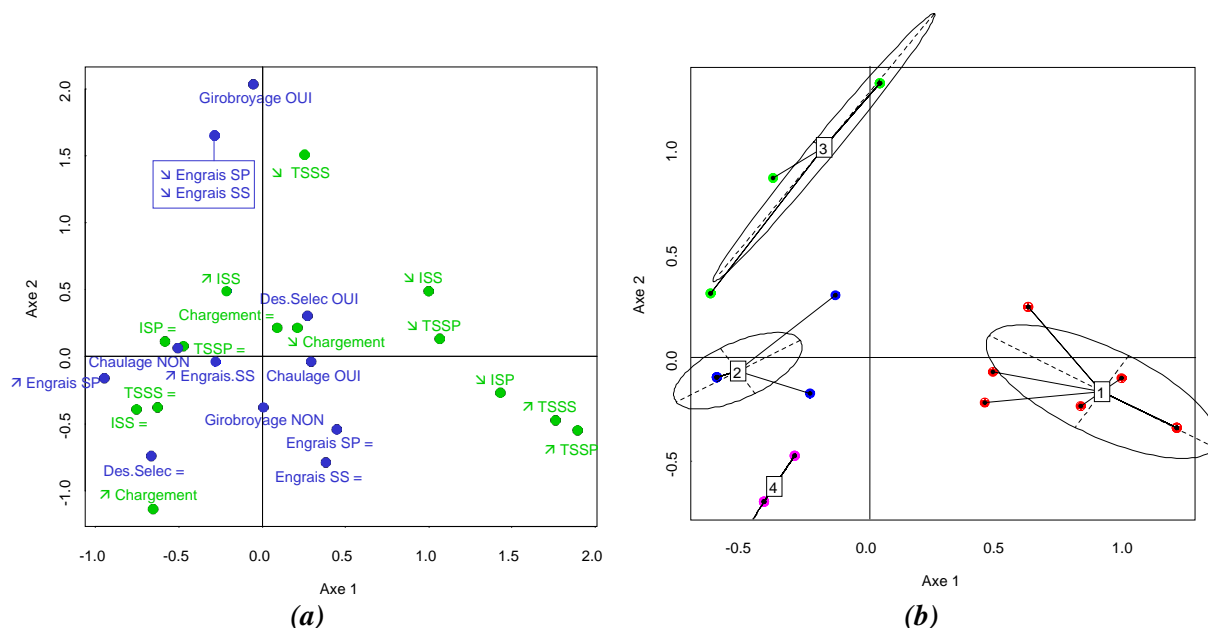 2.0
Girobroyage OUI
1.5
↘ TSSS
↘ Engrais SP
↘ Engrais SS
1.0
Axe 2
↗ ISS
↘ ISS
0.5
Des.Selec OUI
Chargement =
ISP =
↘ TSSP
TSSP =
↘ Chargement
0.0
Chaulage NON
Chaulage OUI
↗ Engrais SP
↗ Engrais.SS
TSSS =
↘ ISP
↗ TSSS
ISS =
Girobroyage NON
-0.5
Engrais SP =
↗ TSSP
Des.Selec =
Engrais SS =
↗ Chargement
-1.0
-1.0 -0.5 0.0 0.5 1.0 1.5 2.0
Axe 1
(a)
3
1.0
0.5
Axe 2
0.0
2
1
-0.5
4
-0.5 0.0 0.5 1.0
Axe 1
(b)